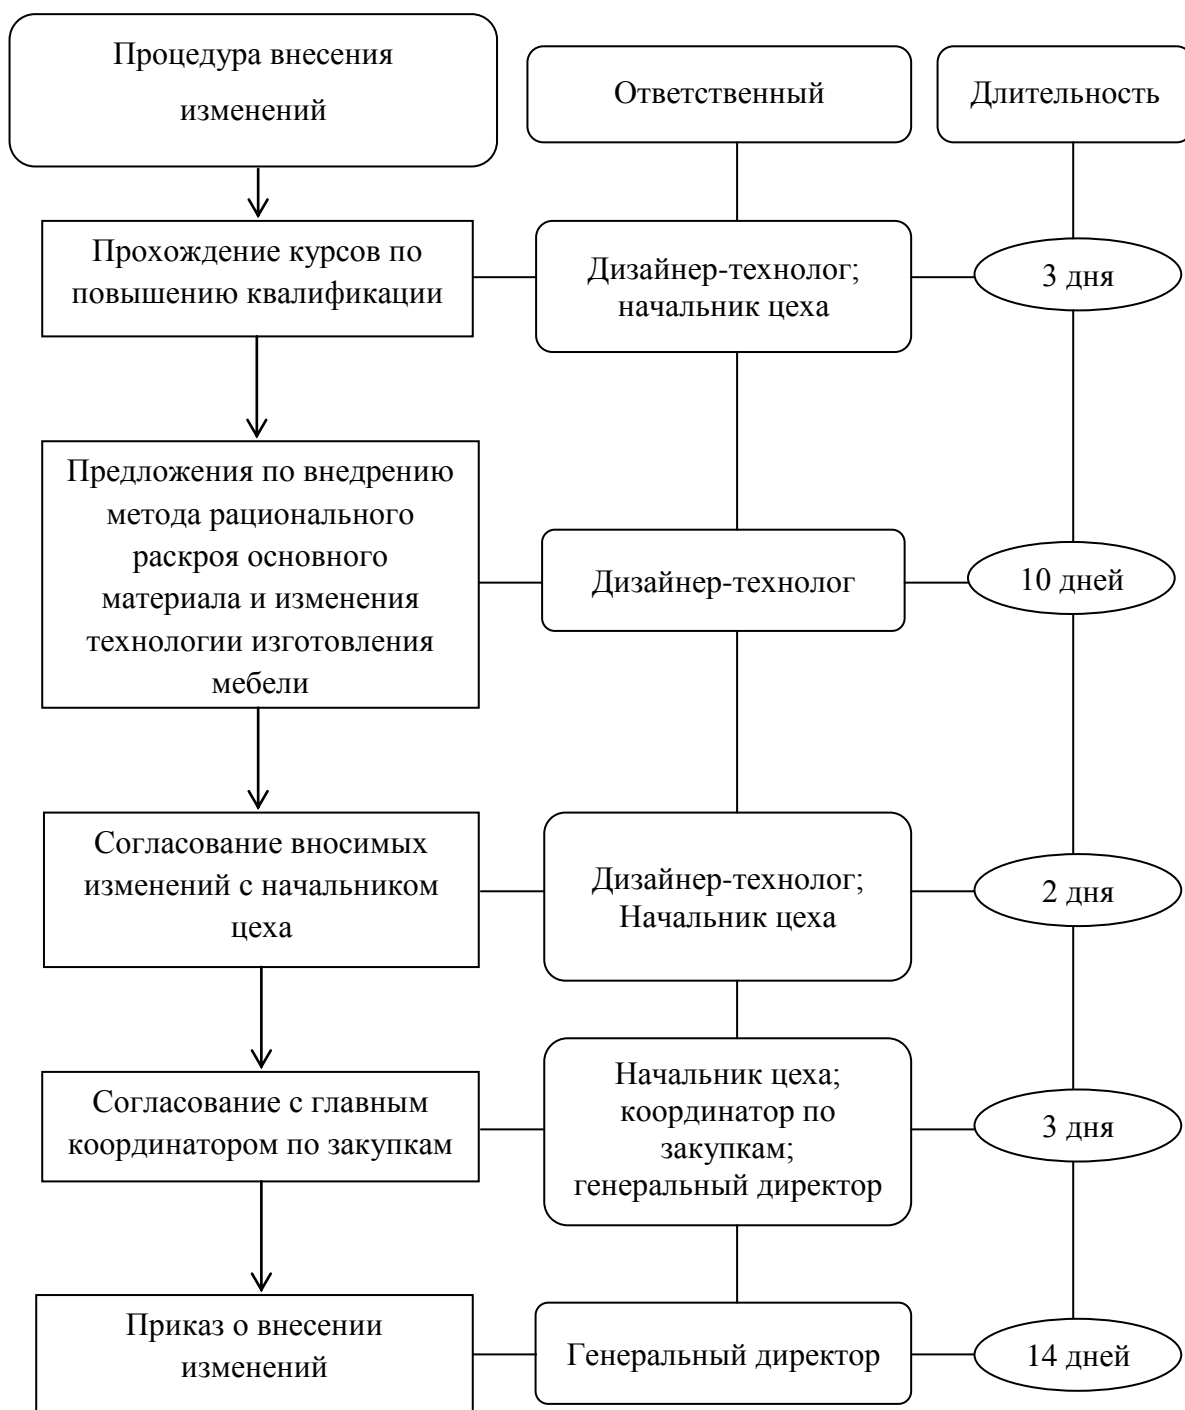 Процедура внесения
изменений
Ответственный
Длительность
Прохождение курсов по
повышению квалификации
Дизайнер-технолог;
начальник цеха
3 дня
Предложения по внедрению
метода рационального
раскроя основного
материала и изменения
технологии изготовления
мебели
Дизайнер-технолог
10 дней
Согласование вносимых
изменений с начальником
цеха
Дизайнер-технолог;
Начальник цеха
2 дня
Согласование с главным
координатором по закупкам
Начальник цеха;
координатор по
закупкам;
генеральный директор
3 дня
Приказ о внесении
изменений
Генеральный директор
14 дней